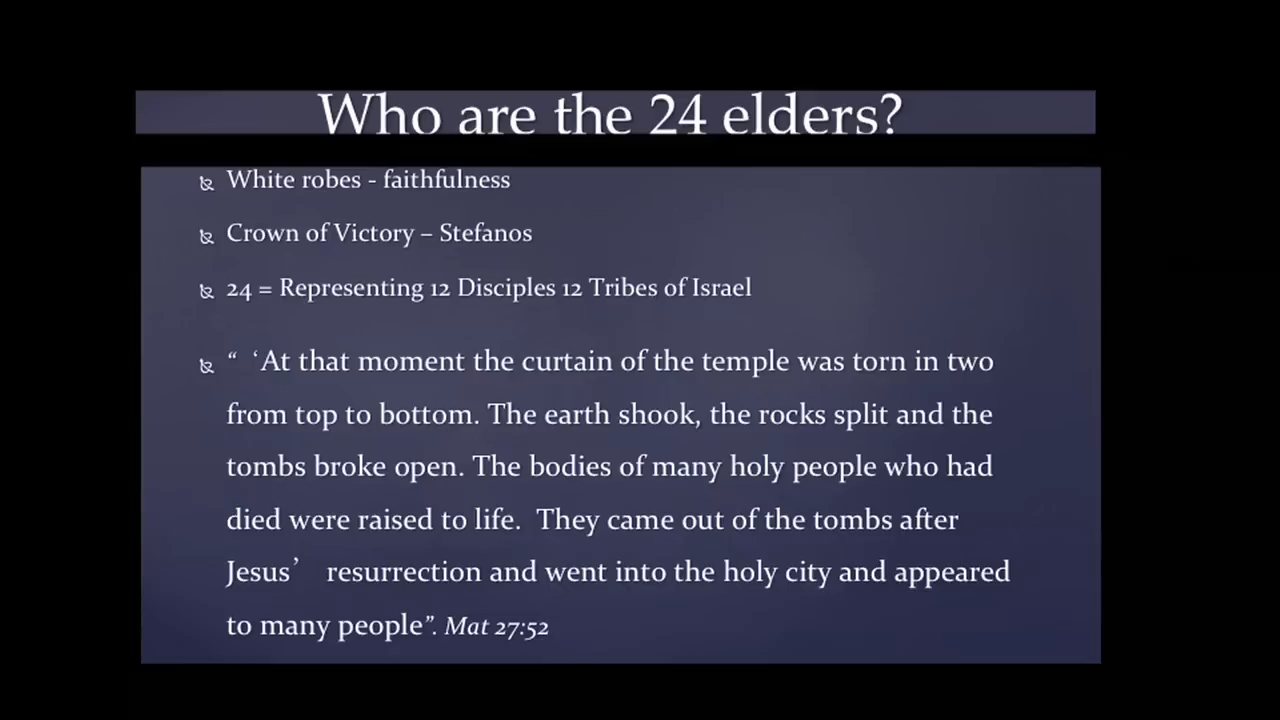 Who are the 24 elders?
White robes - faithfulness
Crown of Victory – Stefanos
24 = Representing 12 Disciples 12 Tribes of Israel
“ ‘At that moment the curtain of the temple was torn in two
from top to bottom. The earth shook, the rocks split and the
tombs broke open. The bodies of many holy people who had
died were raised to life. They came out of the tombs after
Jesus’ resurrection and went into the holy city and appeared
to many people”. Mat 27:52